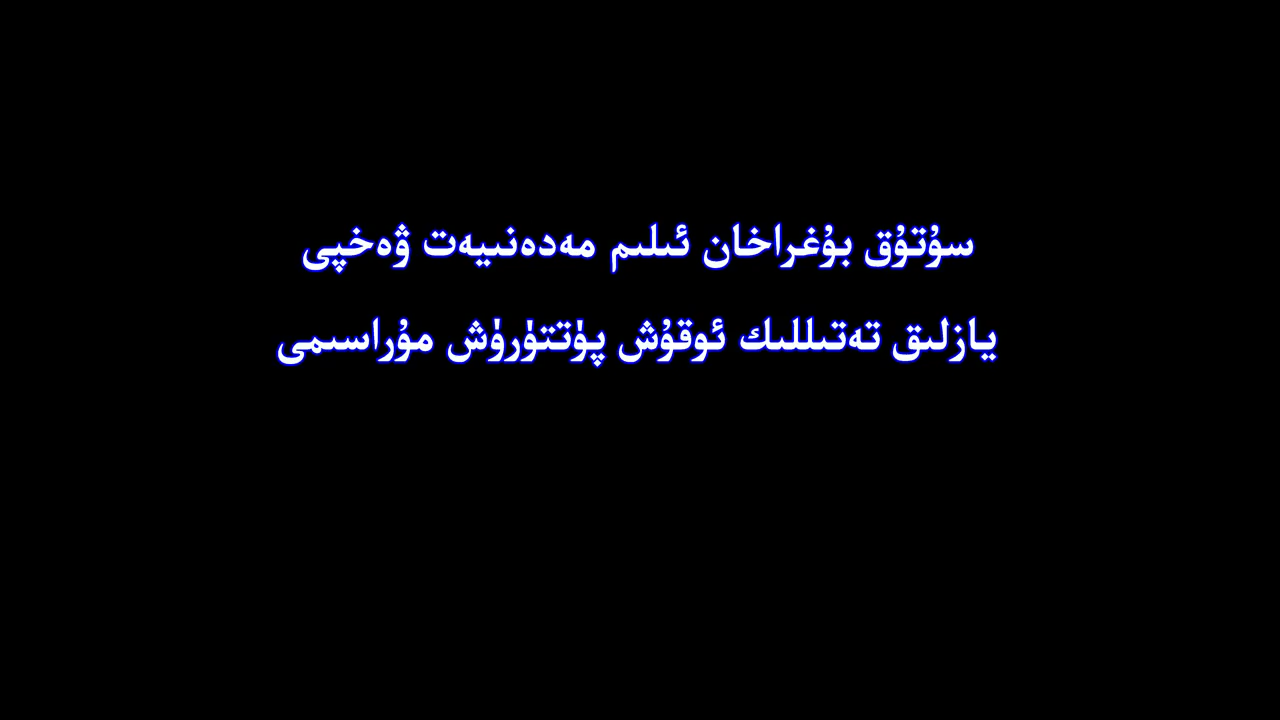 سۇتۇق بۇغراخان ئىلىم مەدەنىيەت ۋەخپى
يازلىق تەتىللىك ئوقۇش پۈتتۈرۈش مۇراسىمى